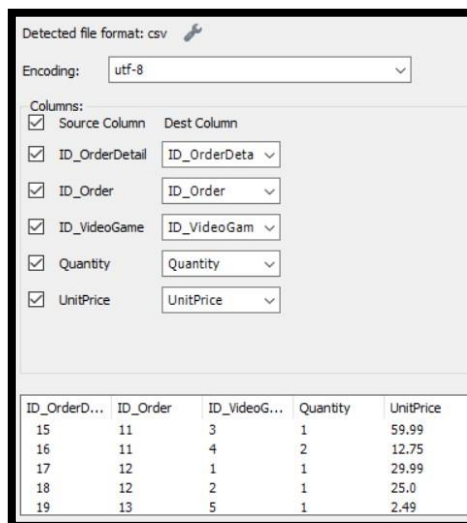 Detected file format: csv
Encoding: utf-8
Columns:
Source Column Dest Column
ID_OrderDetail ID_OrderDeta
ID_Order ID_Order
ID_VideoGame ID_VideoGam
Quantity Quantity
UnitPrice UnitPrice
ID_OrderD... ID_Order ID_VideoG... Quantity UnitPrice
15 11 3 1 59.99
16 11 4 2 12.75
17 12 1 1 29.99
18 12 2 1 25.0
19 13 5 1 2.49